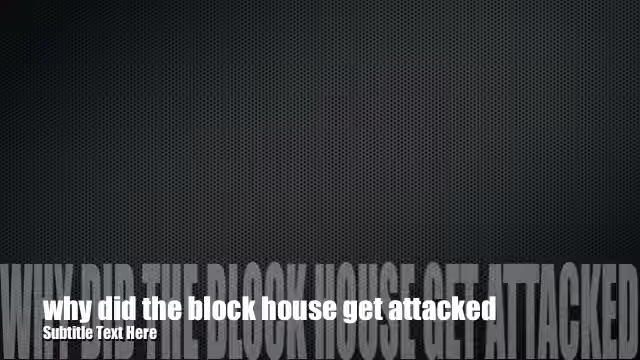 WHY DID THE BLOCK HOUSE GET ATTACKED
why did the block house get attacked
Subtitle Text Here